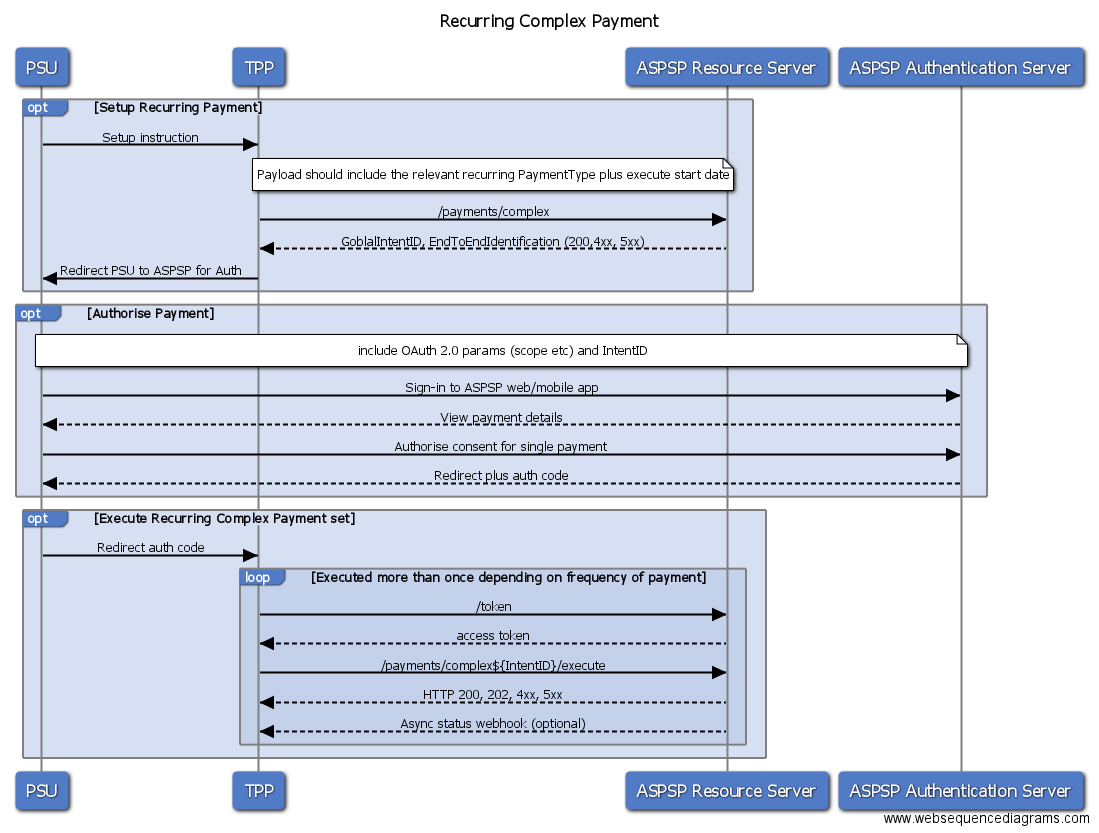 Recurring Complex Payment
PSU
TPP
ASPSP Resource Server
ASPSP Authentication Server
opt
[Setup Recurring Payment]
Setup instruction
Payload should include the relevant recurring PaymentType plus execute start date
/payments/complex
GoblalIntentID, EndToEndIdentification (200,4xx, 5xx)
Redirect PSU to ASPSP for Auth
opt
[Authorise Payment]
include OAuth 2.0 params (scope etc) and IntentID
Sign-in to ASPSP web/mobile app
View payment details
Authorise consent for single payment
Redirect plus auth code
opt
[Execute Recurring Complex Payment set]
Redirect auth code
loop
[Executed more than once depending on frequency of payment]
/token
access token
/payments/complex${IntentID}/execute
HTTP 200, 202, 4xx, 5xx
Async status webhook (optional)
PSU
TPP
ASPSP Resource Server
ASPSP Authentication Server
www.websequencediagrams.com